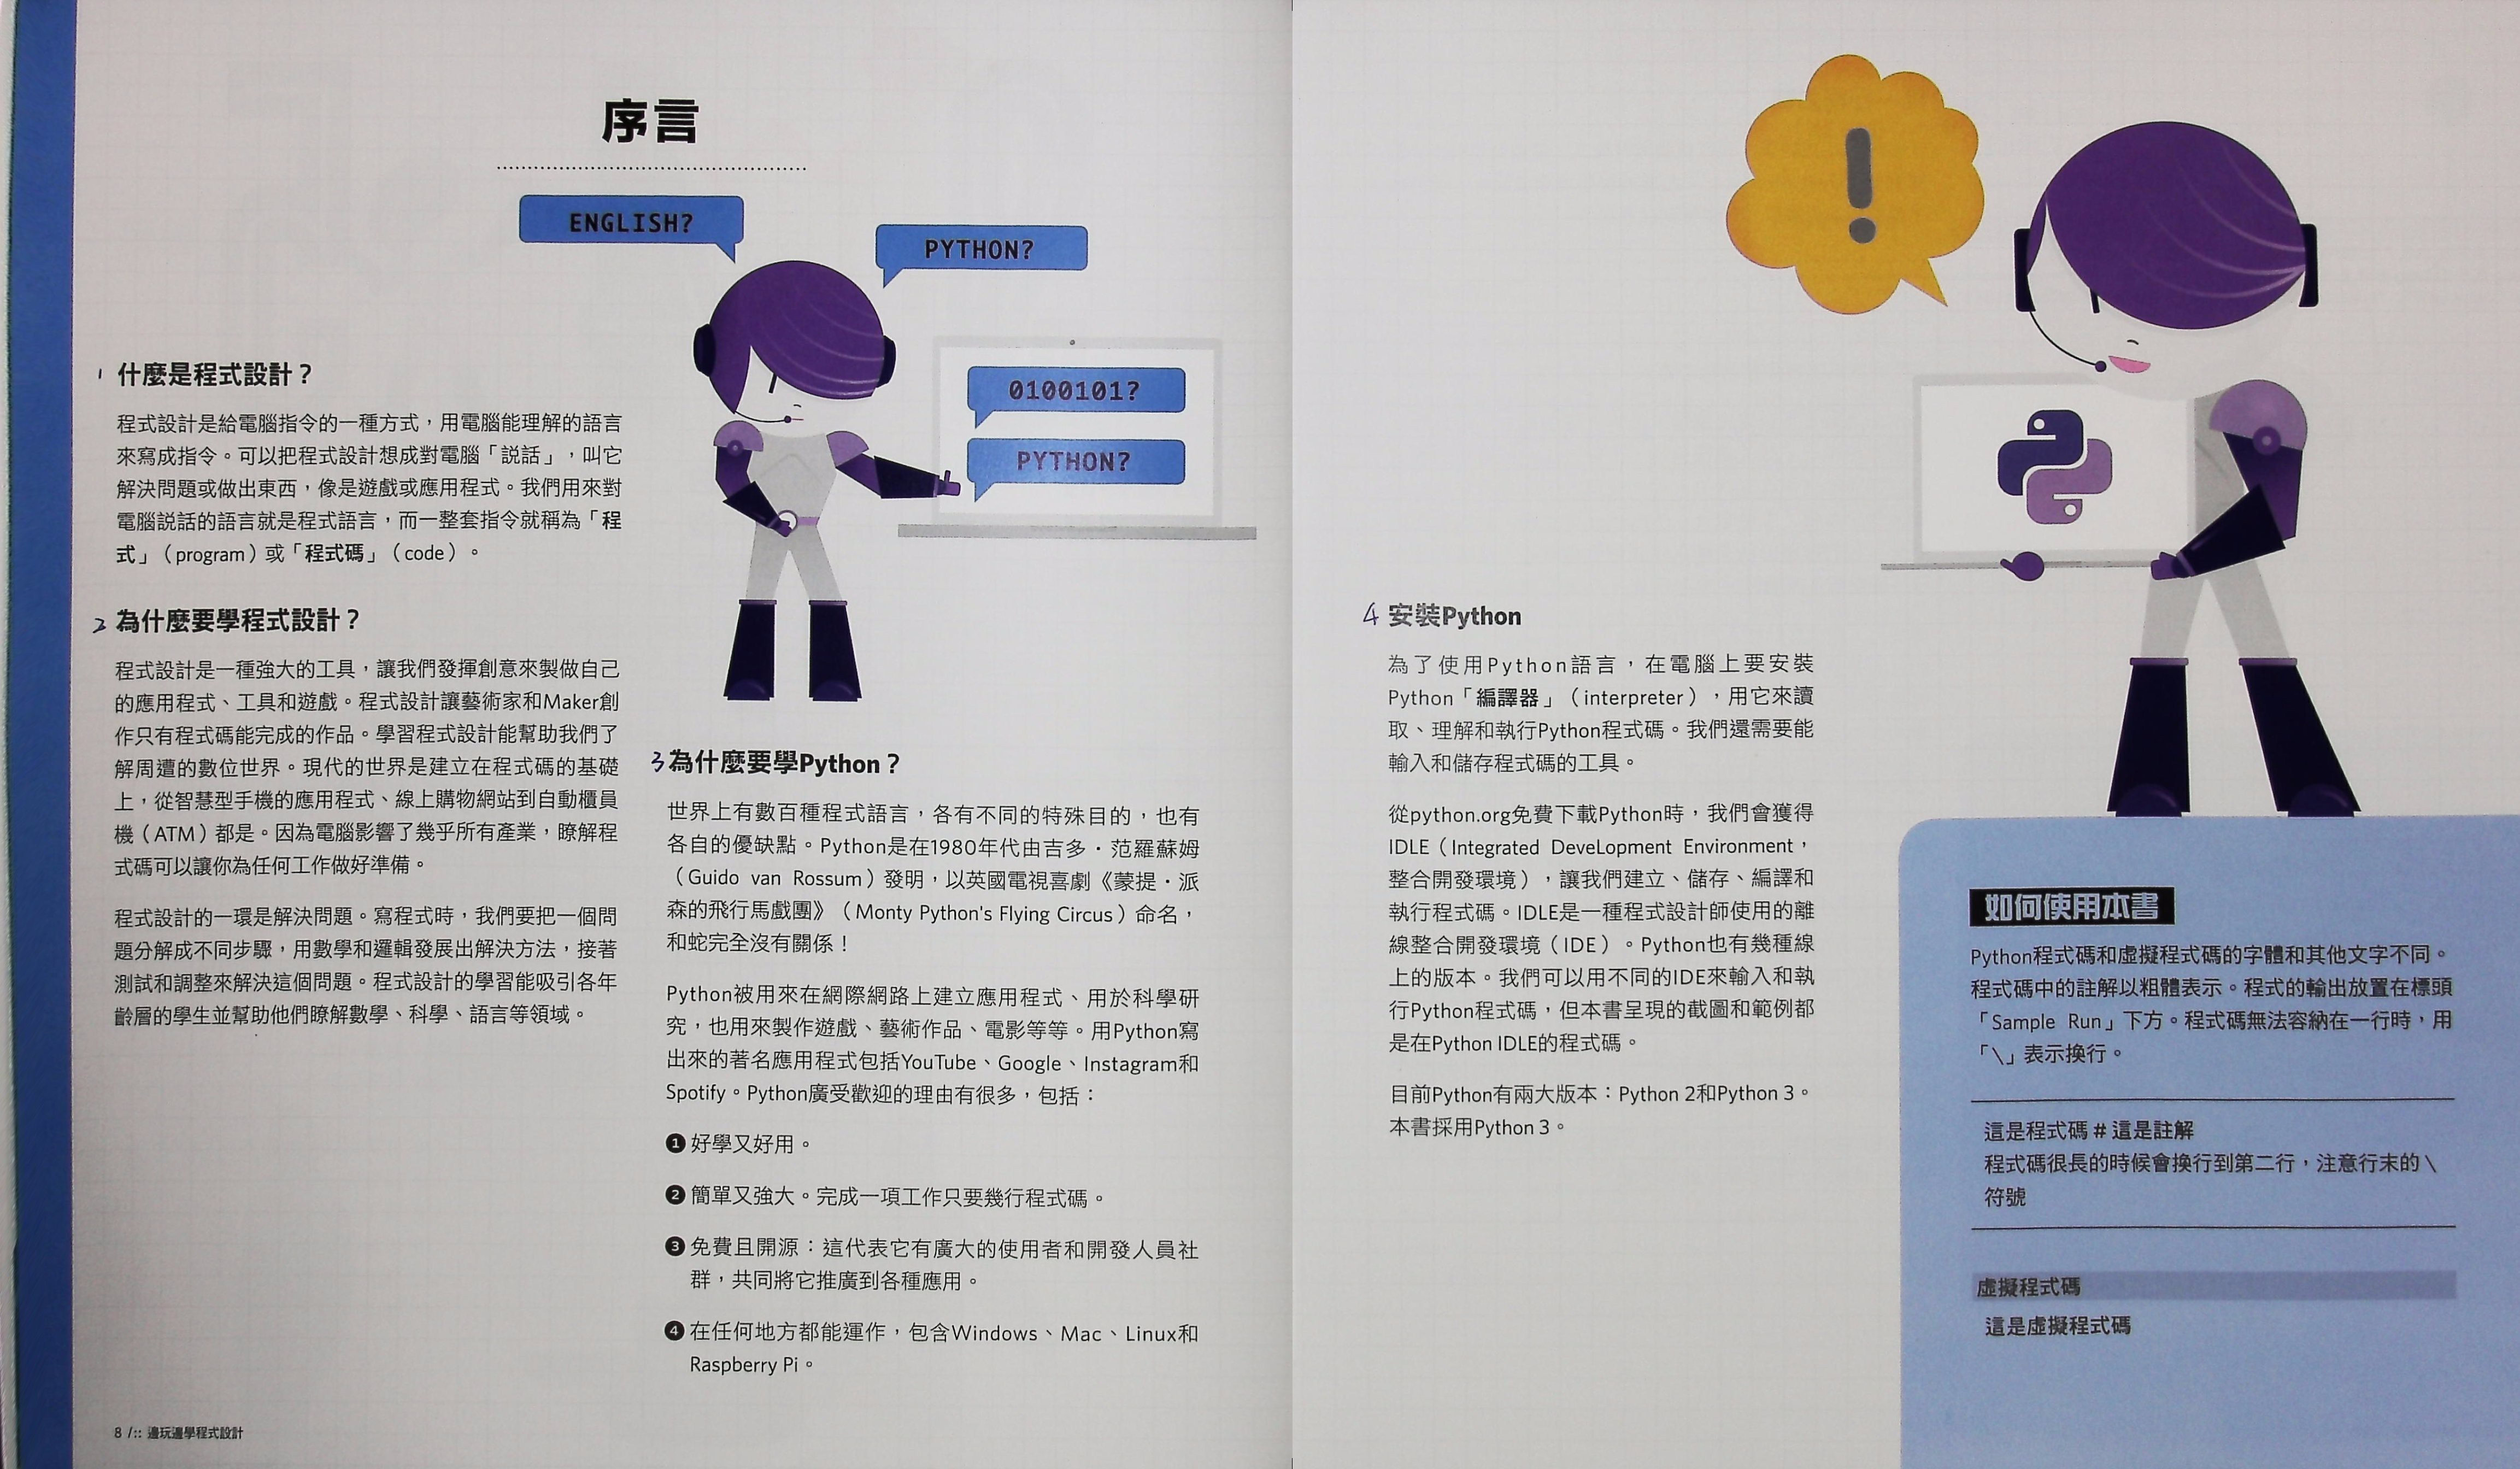 序言
ENGLISH?
PYTHON?
0100101?
PYTHON?
1 什麼是程式設計？
程式設計是給電腦指令的一種方式，用電腦能理解的語言
來寫成指令。可以把程式設計想成對電腦「說話」，叫它
解決問題或做出東西，像是遊戲或應用程式。我們用來對
電腦說話的語言就是程式語言，而一整套指令就稱為「程
式」（program）或「程式碼」（code）。
2 為什麼要學程式設計？
程式設計是一種強大的工具，讓我們發揮創意來製做自己
的應用程式、工具和遊戲。程式設計讓藝術家和Maker創
作只有程式碼能完成的作品。學習程式設計能幫助我們了
解周遭的數位世界。現代的世界是建立在程式碼的基礎
上，從智慧型手機的應用程式、線上購物網站到自動櫃員
機（ATM）都是。因為電腦影響了幾乎所有產業，瞭解程
式碼可以讓你為任何工作做好準備。
程式設計的一環是解決問題。寫程式時，我們要把一個問
題分解成不同步驟，用數學和邏輯發展出解決方法，接著
測試和調整來解決這個問題。程式設計的學習能吸引各年
齡層的學生並幫助他們瞭解數學、科學、語言等領域。
3 為什麼要學Python？
世界上有數百種程式語言，各有不同的特殊目的，也有
各自的優缺點。Python是在1980年代由吉多・范羅蘇姆
（Guido van Rossum）發明，以英國電視喜劇《蒙提・派
森的飛行馬戲團》（Monty Python's Flying Circus）命名，
和蛇完全沒有關係！
Python被用來在網際網路上建立應用程式、用於科學研
究，也用來製作遊戲、藝術作品、電影等等。用Python寫
出來的著名應用程式包括YouTube、Google、Instagram和
Spotify。Python廣受歡迎的理由有很多，包括：
❶ 好學又好用。
❷ 簡單又強大。完成一項工作只要幾行程式碼。
❸ 免費且開源：這代表它有廣大的使用者和開發人員社
群，共同將它推廣到各種應用。
❹ 在任何地方都能運作，包含Windows、Mac、Linux和
Raspberry Pi。
8 /:: 邊玩邊學程式設計
!
4 安裝Python
為了使用Python語言，在電腦上要安裝
Python「編譯器」（interpreter），用它來讀
取、理解和執行Python程式碼。我們還需要能
輸入和儲存程式碼的工具。
從python.org免費下載Python時，我們會獲得
IDLE（Integrated DeveLopment Environment，
整合開發環境），讓我們建立、儲存、編譯和
執行程式碼。IDLE是一種程式設計師使用的離
線整合開發環境（IDE）。Python也有幾種線
上的版本。我們可以用不同的IDE來輸入和執
行Python程式碼，但本書呈現的截圖和範例都
是在Python IDLE的程式碼。
目前Python有兩大版本：Python 2和Python 3。
本書採用Python 3。
如何使用本書
Python程式碼和虛擬程式碼的字體和其他文字不同。
程式碼中的註解以粗體表示。程式的輸出放置在標頭
「Sample Run」下方。程式碼無法容納在一行時，用
「\」表示換行。
這是程式碼 # 這是註解
程式碼很長的時候會換行到第二行，注意行末的 \
符號
虛擬程式碼
這是虛擬程式碼